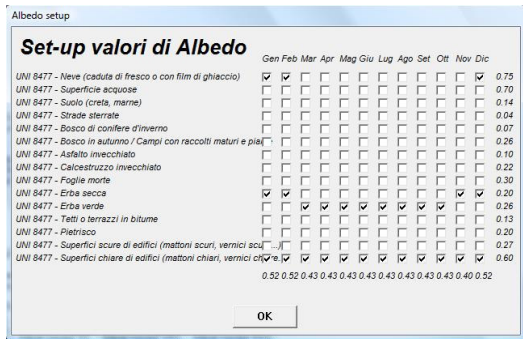 Albedo setup
Set-up valori di Albedo
Gen Feb Mar Apr Mag Giu Lug Ago Set Ott Nov Dic
UNI 8477 - Neve (caduta di fresco o con film di ghiaccio) 0.75
UNI 8477 - Superficie acquose 0.70
UNI 8477 - Suolo (creta, marne) 0.14
UNI 8477 - Strade sterrate 0.04
UNI 8477 - Bosco di conifere d'inverno 0.07
UNI 8477 - Bosco in autunno / Campi con raccolti maturi e 0.26
UNI 8477 - Asfalto invecchiato 0.10
UNI 8477 - Calcestruzzo invecchiato 0.22
UNI 8477 - Foglie morte 0.30
UNI 8477 - Erba secca 0.20
UNI 8477 - Erba verde 0.26
UNI 8477 - Tetti o terrazzi in bitume 0.13
UNI 8477 - Pietrisco 0.20
UNI 8477 - Superfici scure di edifici (mattoni scuri, vernici ...) 0.27
UNI 8477 - Superfici chiare di edifici (mattoni chiari, vernici 0.60
0.52 0.52 0.43 0.43 0.43 0.43 0.43 0.43 0.43 0.43 0.40 0.52
OK